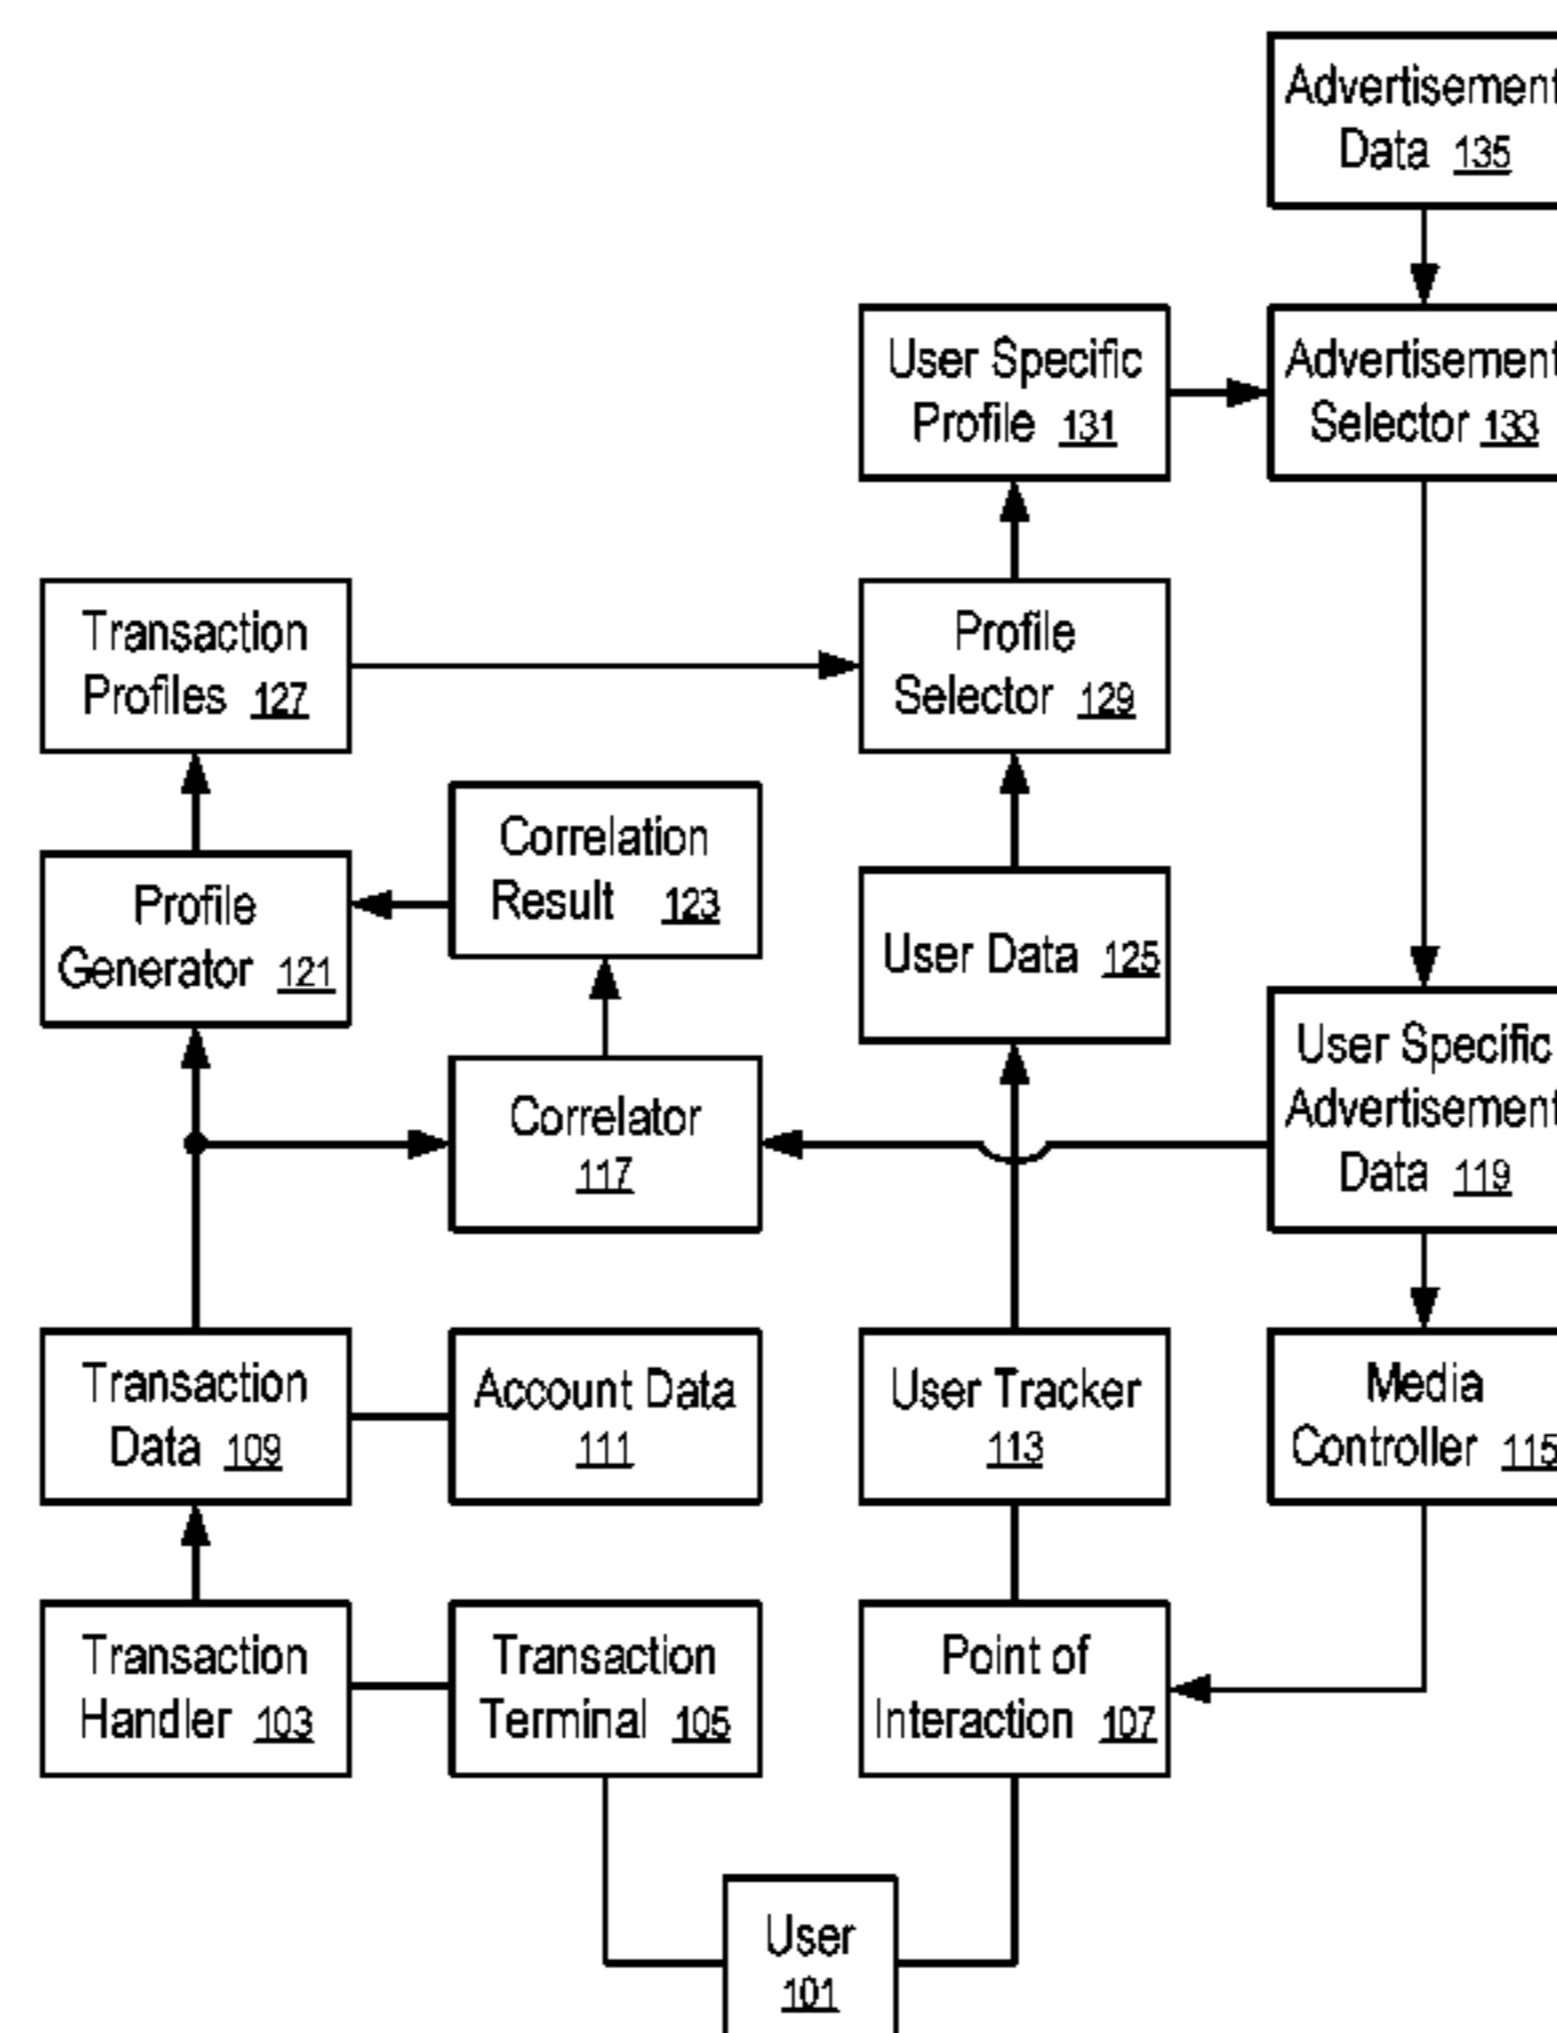 Advertisement
Data 135
User Specific
Profile 131
Advertisement
Selector 133
Transaction
Profiles 127
Profile
Selector 129
Correlation
Result 123
Profile
Generator 121
User Data 125
User Specific
Advertisement
Data 119
Correlator
117
Transaction
Data 109
Account Data
111
User Tracker
113
Media
Controller 115
Transaction
Handler 103
Transaction
Terminal 105
Point of
Interaction 107
User
101